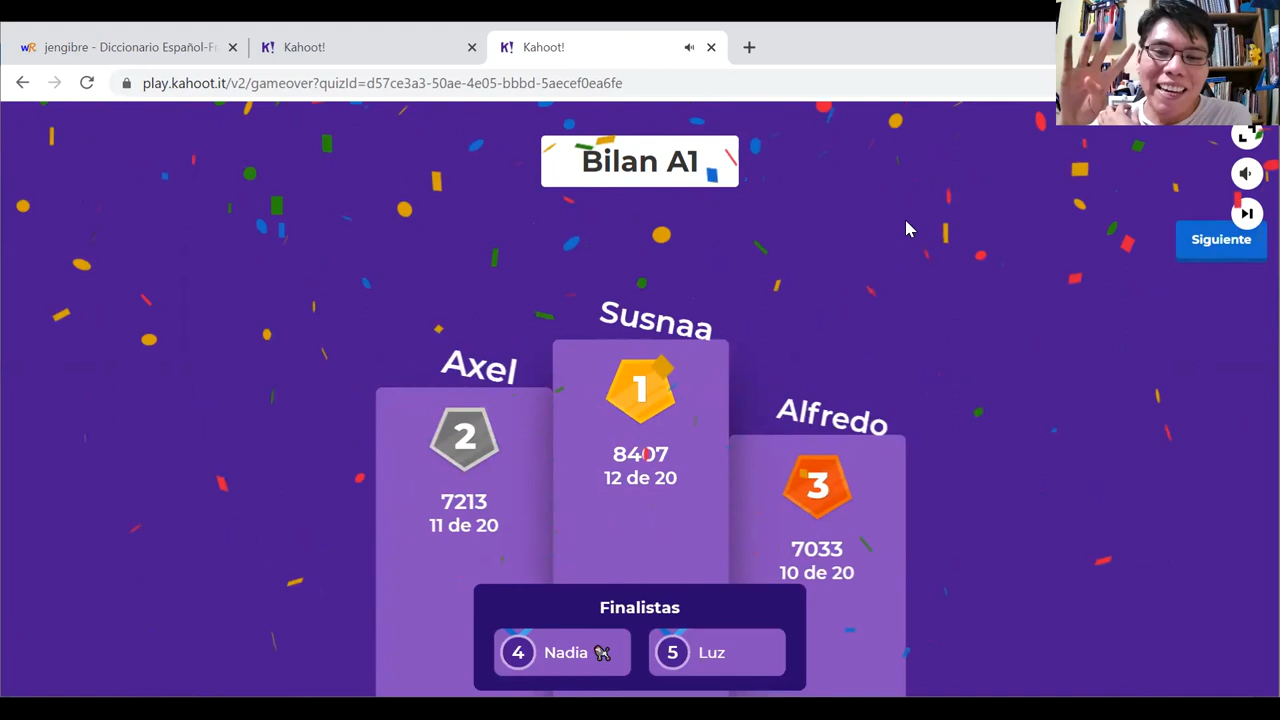 jengibre - Diccionario Español-F
Kahoot!
Kahoot!
play.kahoot.it/v2/gameover?quizId=d57ce3a3-50ae-4e05-bbbd-5aecef0ea6fe
Bilan A1
Siguiente
Susnaa
1
8407
12 de 20
Axel
2
7213
11 de 20
Alfredo
3
7033
10 de 20
Finalistas
4 Nadia
5 Luz